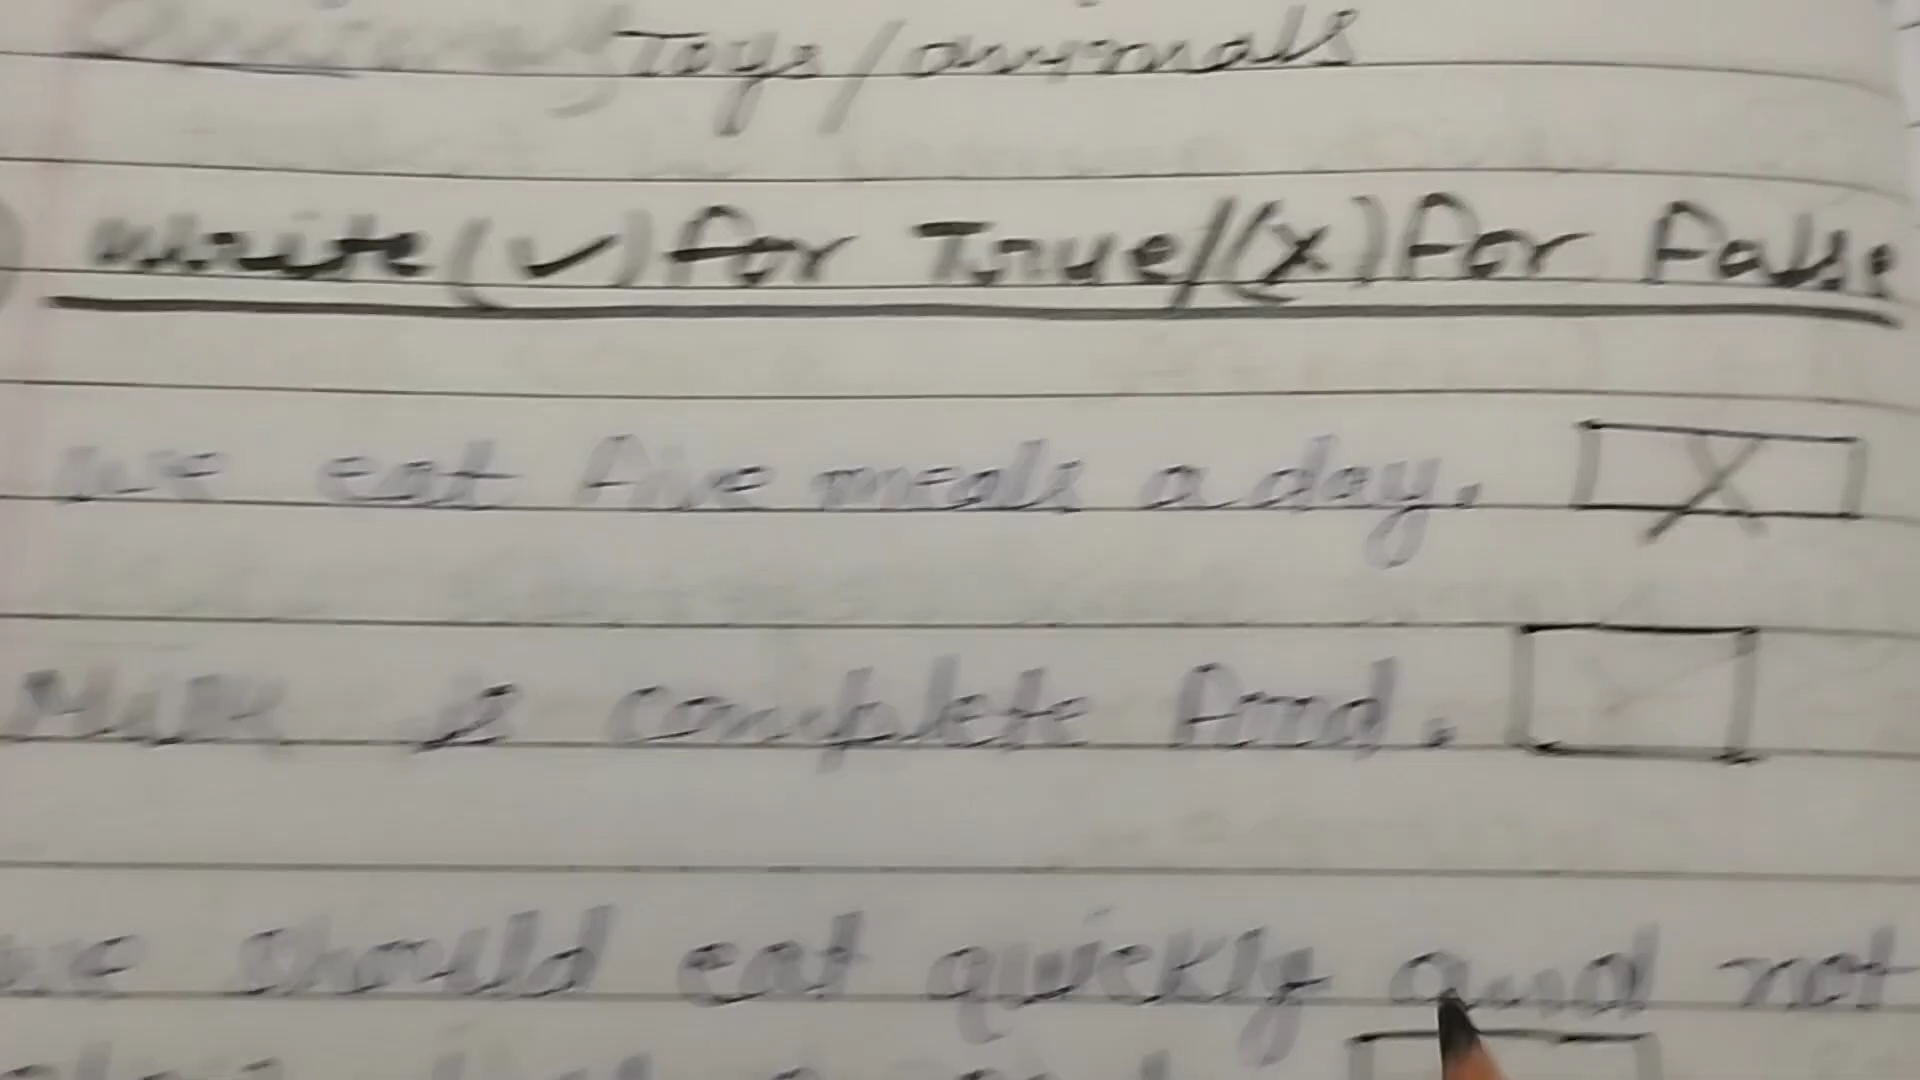 Toys/animals
Write (✓) for True/(x) for False
we eat five meals a day. X
Milk is complete food.
we should eat quickly and not